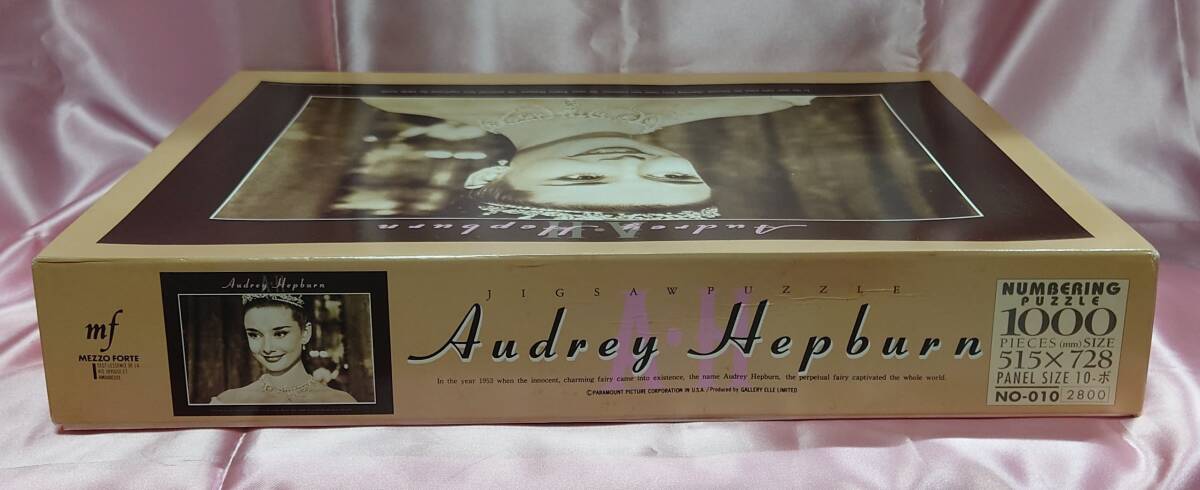 Audrey Hepburn
mf
MEZZO FORTE
Audrey Hepburn
JIGSAW PUZZLE
A.H
Audrey Hepburn
In the year 1953 when the innocent, charming fairy came into existence, the name Audrey Hepburn, the perpetual fairy captivated the whole world.
©PARAMOUNT PICTURE CORPORATION IN U.S.A / Produced by GALLERY ELLE LIMITED
NUMBERING
PUZZLE
1000
PIECES (mm) SIZE
515×728
PANEL SIZE 10-ボ
NO-010 2800